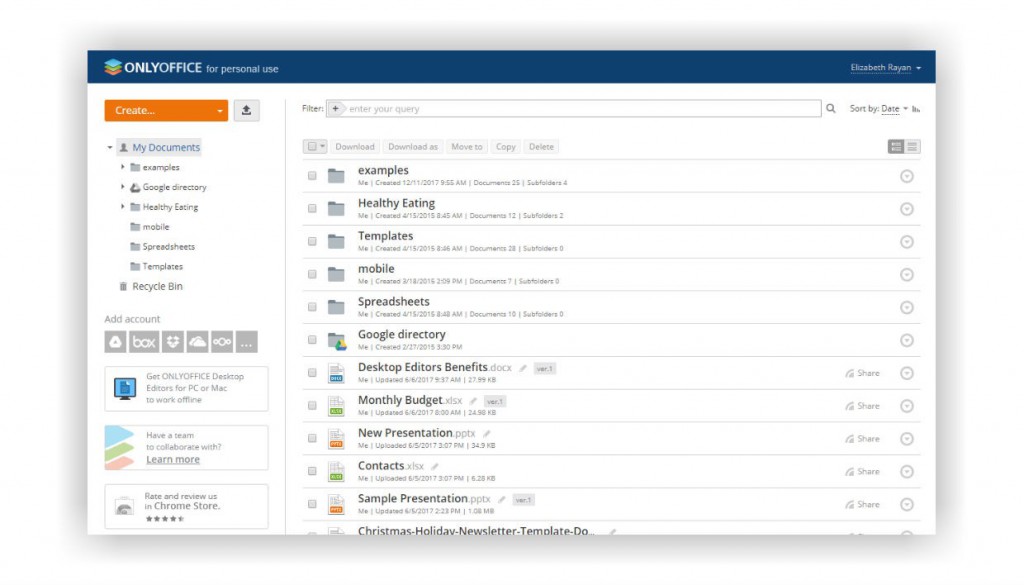 ONLYOFFICE for personal use
Elizabeth Rayan
Create...
My Documents
examples
Google directory
Healthy Eating
mobile
Spreadsheets
Templates
Recycle Bin
Add account
box
...
Get ONLYOFFICE Desktop
Editors for PC or Mac
to work offline
Have a team
to collaborate with?
Learn more
Rate and review us
in Chrome Store.
Filter: + enter your query
Sort by: Date
Download Download as Move to Copy Delete
examples
Me | Created 12/11/2017 9:55 AM | Documents 25 | Subfolders 4
Healthy Eating
Me | Created 4/15/2015 8:45 AM | Documents 12 | Subfolders 2
Templates
Me | Created 4/15/2015 8:46 AM | Documents 28 | Subfolders 0
mobile
Me | Created 3/18/2015 2:09 PM | Documents 7 | Subfolders 0
Spreadsheets
Me | Created 4/15/2015 8:48 AM | Documents 10 | Subfolders 0
Google directory
Me | Created 2/27/2015 3:30 PM
Desktop Editors Benefits.docx ver.1
Me | Updated 6/6/2017 9:37 AM | 27.99 KB
Share
Monthly Budget.xlsx ver.1
Me | Updated 6/6/2017 8:00 AM | 24.98 KB
Share
New Presentation.pptx
Me | Uploaded 6/5/2017 3:07 PM | 34.9 KB
Share
Contacts.xlsx
Me | Uploaded 6/5/2017 3:07 PM | 6.28 KB
Share
Sample Presentation.pptx ver.1
Me | Updated 6/5/2017 2:23 PM | 1.08 MB
Share
Christmas-Holiday-Newsletter-Template-Do...